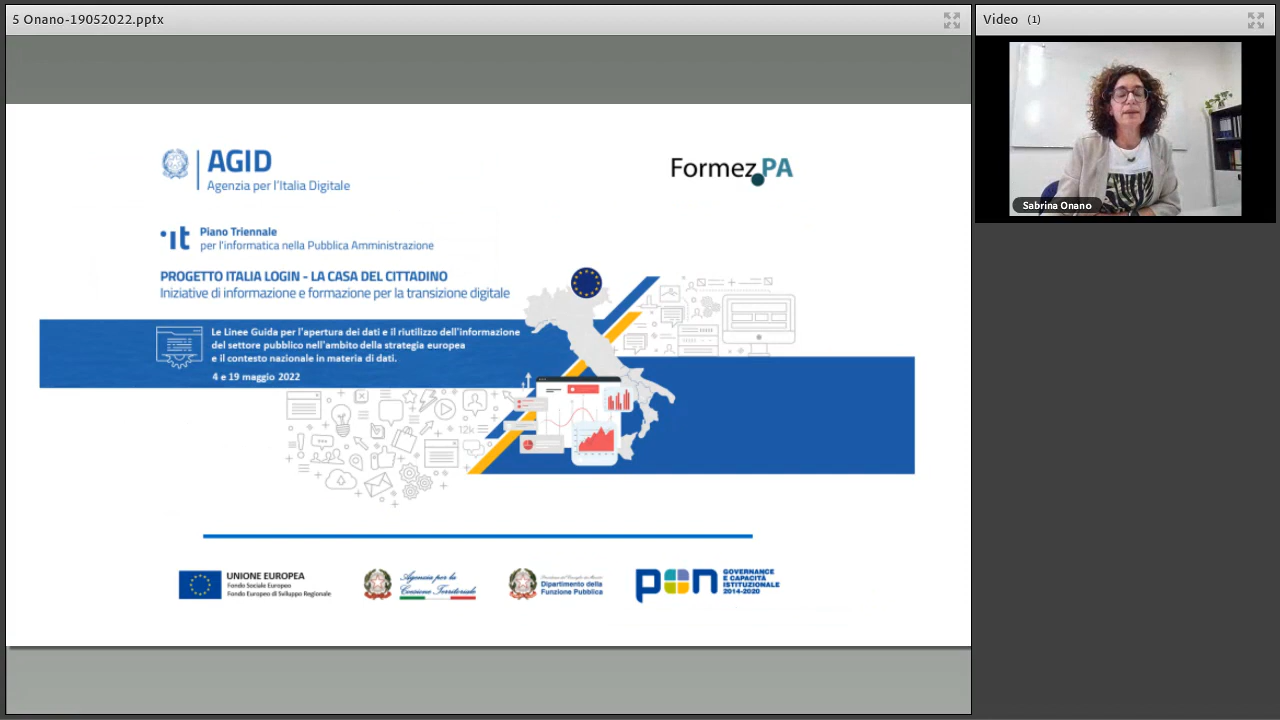 5 Onano-19052022.pptx
Video (1)
Sabrina Onano
AGID
Agenzia per l'Italia Digitale
Formez PA
Piano Triennale
per l'informatica nella Pubblica Amministrazione
PROGETTO ITALIA LOGIN - LA CASA DEL CITTADINO
Iniziative di informazione e formazione per la transizione digitale
Le Linee Guida per l'apertura dei dati e il riutilizzo dell'informazione
del settore pubblico nell'ambito della strategia europea
e il contesto nazionale in materia di dati.
4 e 19 maggio 2022
12k
UNIONE EUROPEA
Fondo Sociale Europeo
Fondo Europeo di Sviluppo Regionale
Agenzia per la
Coesione Territoriale
Dipartimento della
Funzione Pubblica
pon
GOVERNANCE
E CAPACITÀ
ISTITUZIONALE
2014-2020